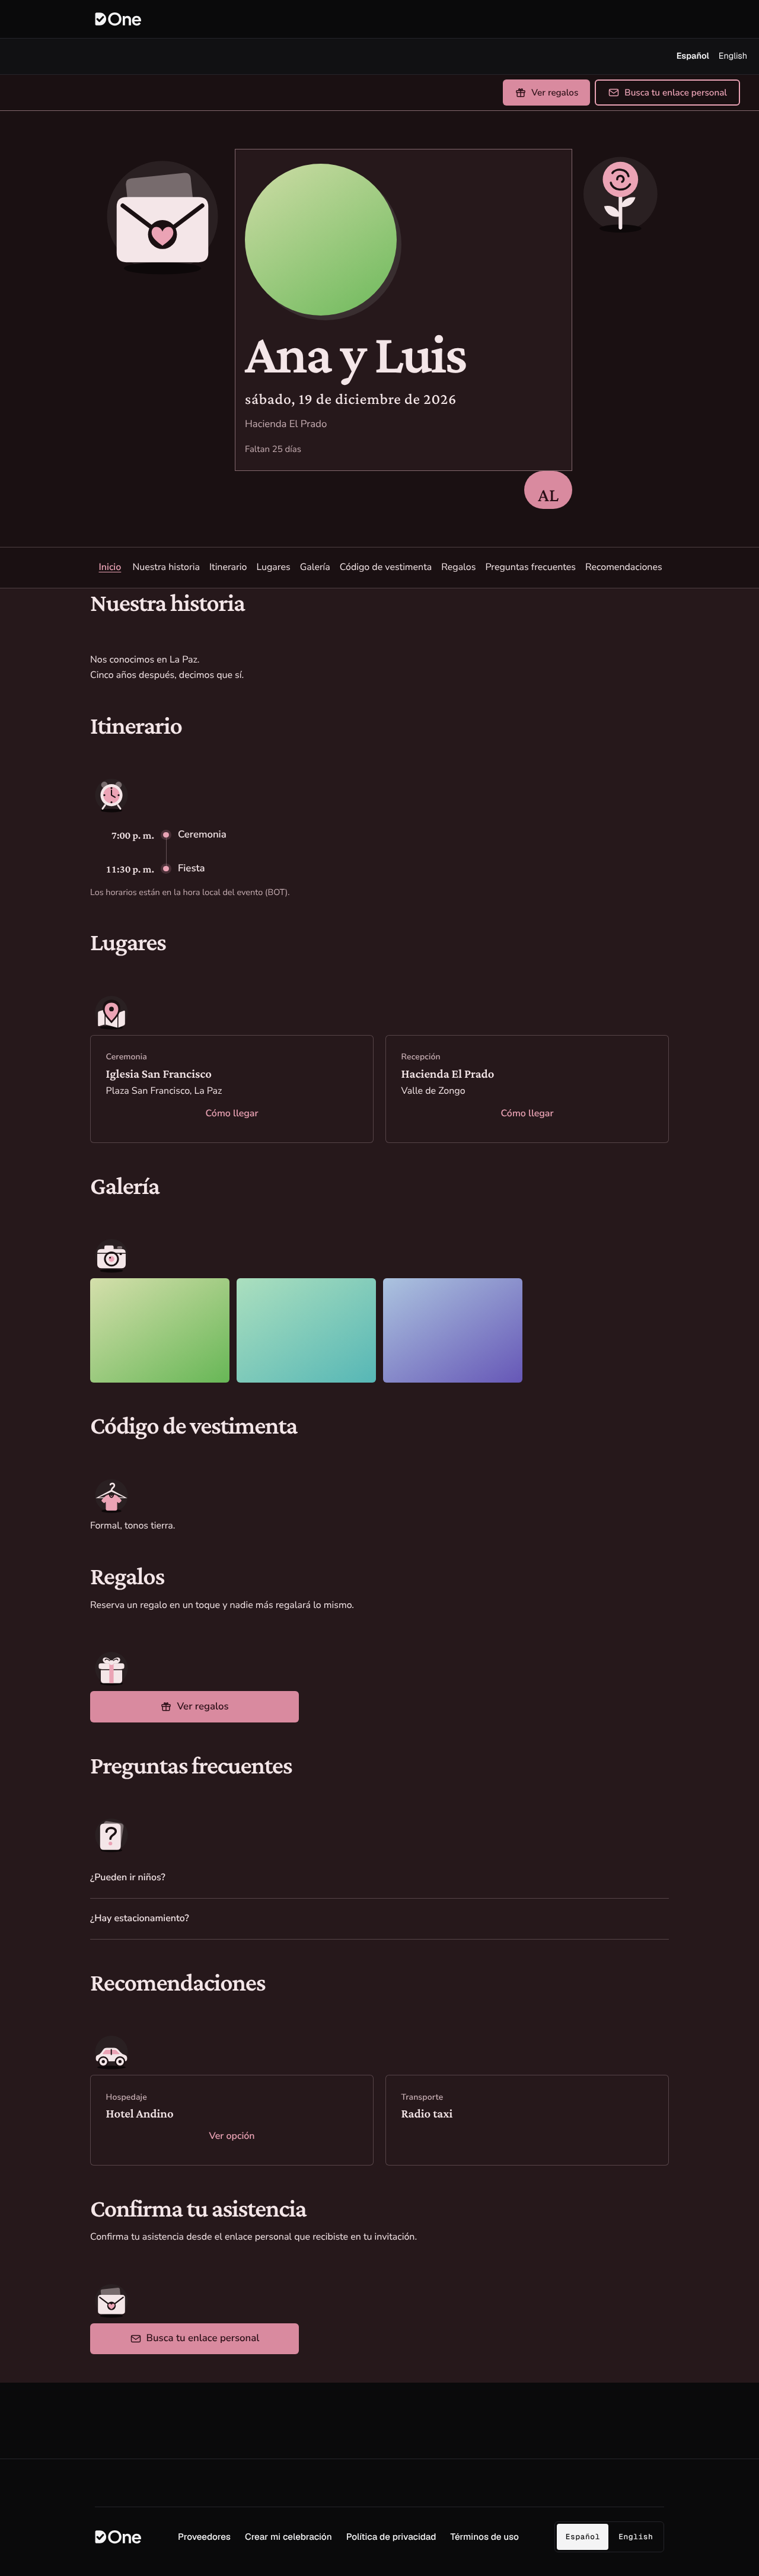 One
Español English
Ver regalos Busca tu enlace personal
Ana y Luis
sábado, 19 de diciembre de 2026
Hacienda El Prado
Faltan 25 días
AL
Inicio Nuestra historia Itinerario Lugares Galería Código de vestimenta Regalos Preguntas frecuentes Recomendaciones
Nuestra historia
Nos conocimos en La Paz.
Cinco años después, decimos que sí.
Itinerario
7:00 p. m. Ceremonia
11:30 p. m. Fiesta
Los horarios están en la hora local del evento (BOT).
Lugares
Ceremonia
Iglesia San Francisco
Plaza San Francisco, La Paz
Cómo llegar
Recepción
Hacienda El Prado
Valle de Zongo
Cómo llegar
Galería
Código de vestimenta
Formal, tonos tierra.
Regalos
Reserva un regalo en un toque y nadie más regalará lo mismo.
Ver regalos
Preguntas frecuentes
?
¿Pueden ir niños?
¿Hay estacionamiento?
Recomendaciones
Hospedaje
Hotel Andino
Ver opción
Transporte
Radio taxi
Confirma tu asistencia
Confirma tu asistencia desde el enlace personal que recibiste en tu invitación.
Busca tu enlace personal
One Proveedores Crear mi celebración Política de privacidad Términos de uso Español English